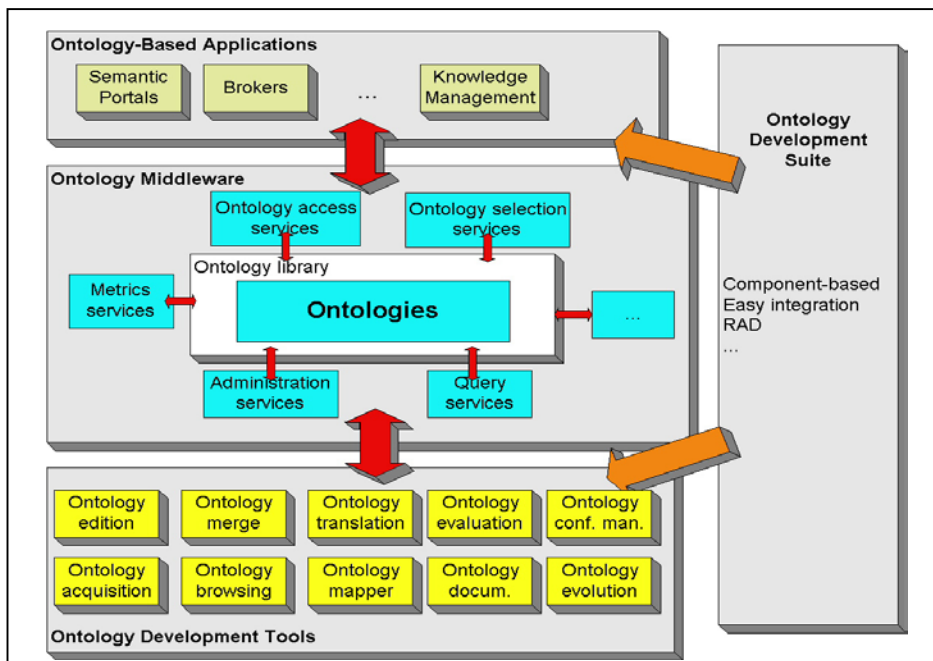 Ontology-Based Applications
Semantic
Portals
Brokers
...
Knowledge
Management
Ontology
Development
Suite
Component-based
Easy integration
RAD
...
Ontology Middleware
Ontology access
services
Ontology selection
services
Ontology library
Metrics
services
Ontologies
...
Administration
services
Query
services
Ontology
edition
Ontology
merge
Ontology
translation
Ontology
evaluation
Ontology
conf. man.
Ontology
acquisition
Ontology
browsing
Ontology
mapper
Ontology
docum.
Ontology
evolution
Ontology Development Tools